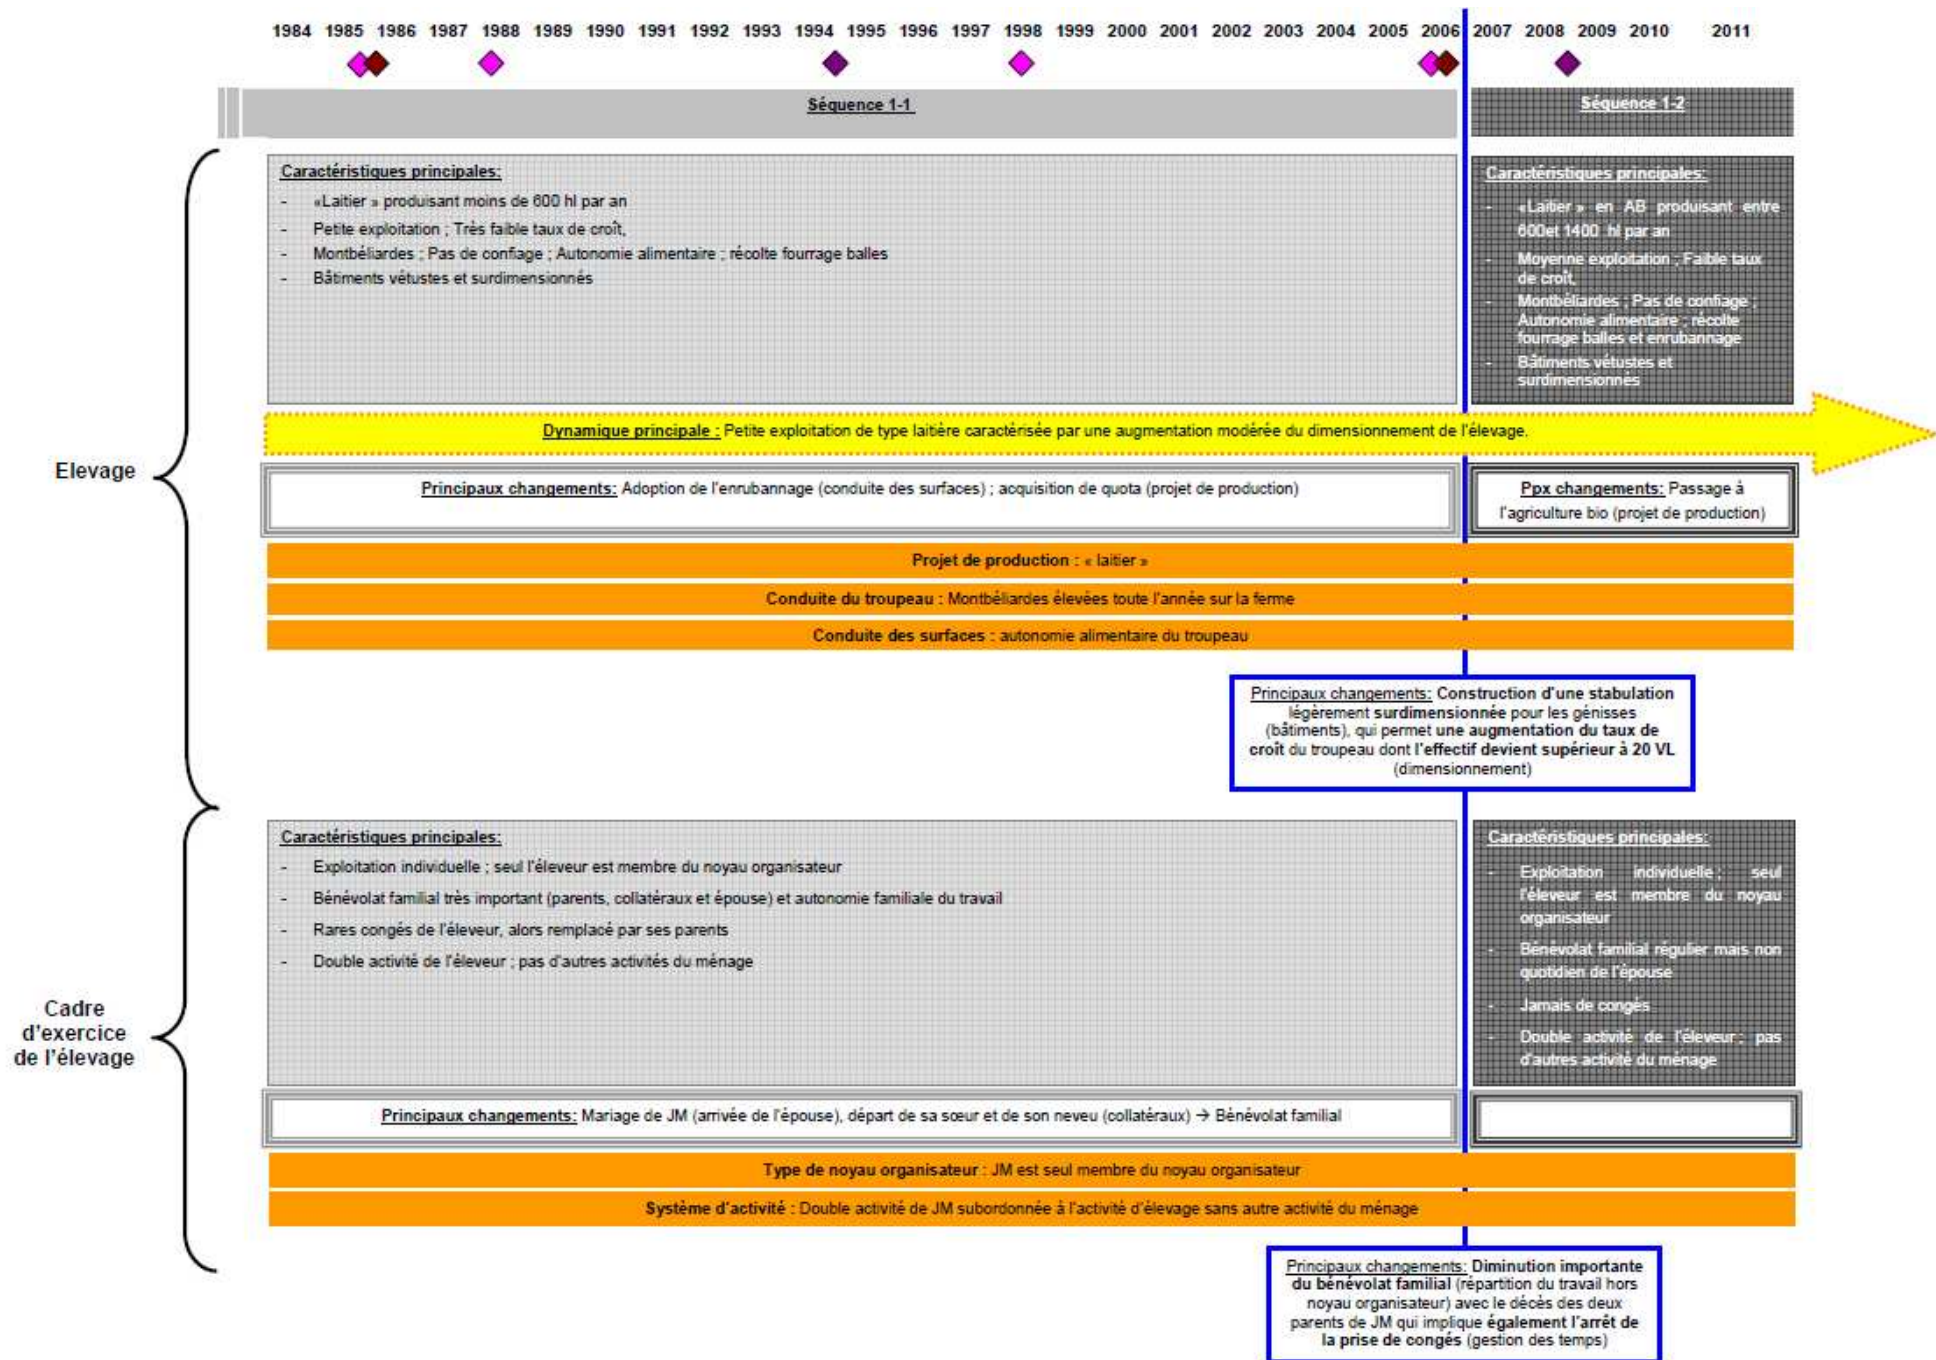 1984 1985 1986 1987 1988 1989 1990 1991 1992 1993 1994 1995 1996 1997 1998 1999 2000 2001 2002 2003 2004 2005 2006 2007 2008 2009 2010 2011
Séquence 1-1
Séquence 1-2
Elevage
Caractéristiques principales:
- «Laitier » produisant moins de 600 hl par an
- Petite exploitation ; Très faible taux de croît,
- Montbéliardes ; Pas de confiage ; Autonomie alimentaire ; récolte fourrage balles
- Bâtiments vétustes et surdimensionnés
Caractéristiques principales:
- «Laitier » en AB produisant entre
600et 1400 hl par an
- Moyenne exploitation ; Faible taux
de croît,
- Montbéliardes ; Pas de confiage ;
Autonomie alimentaire ; récolte
fourrage balles et enrubannage
- Bâtiments vétustes et
surdimensionnés
Dynamique principale : Petite exploitation de type laitière caractérisée par une augmentation modérée du dimensionnement de l'élevage.
Principaux changements: Adoption de l'enrubannage (conduite des surfaces) ; acquisition de quota (projet de production)
Ppx changements: Passage à
l'agriculture bio (projet de production)
Projet de production : « laitier »
Conduite du troupeau : Montbéliardes élevées toute l'année sur la ferme
Conduite des surfaces : autonomie alimentaire du troupeau
Principaux changements: Construction d'une stabulation
légèrement surdimensionnée pour les génisses
(bâtiments), qui permet une augmentation du taux de
croît du troupeau dont l'effectif devient supérieur à 20 VL
(dimensionnement)
Cadre
d'exercice
de l'élevage
Caractéristiques principales:
- Exploitation individuelle ; seul l'éleveur est membre du noyau organisateur
- Bénévolat familial très important (parents, collatéraux et épouse) et autonomie familiale du travail
- Rares congés de l'éleveur, alors remplacé par ses parents
- Double activité de l'éleveur ; pas d'autres activités du ménage
Caractéristiques principales:
- Exploitation individuelle ; seul
l'éleveur est membre du noyau
organisateur
- Bénévolat familial régulier mais non
quotidien de l'épouse
- Jamais de congés
- Double activité de l'éleveur ; pas
d'autres activité du ménage
Principaux changements: Mariage de JM (arrivée de l'épouse), départ de sa sœur et de son neveu (collatéraux) → Bénévolat familial
Type de noyau organisateur : JM est seul membre du noyau organisateur
Système d'activité : Double activité de JM subordonnée à l'activité d'élevage sans autre activité du ménage
Principaux changements: Diminution importante
du bénévolat familial (répartition du travail hors
noyau organisateur) avec le décès des deux
parents de JM qui implique également l'arrêt de
la prise de congés (gestion des temps)